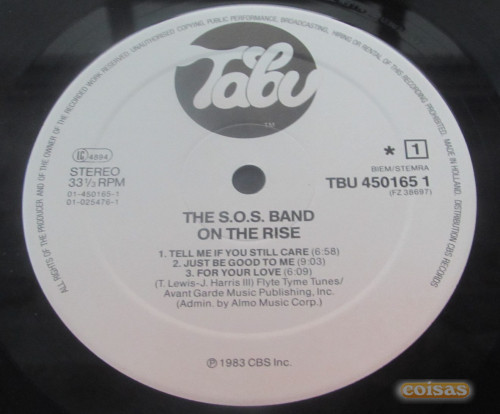 ALL RIGHTS OF THE PRODUCER AND OF THE OWNER OF THE RECORDED WORK RESERVED. UNAUTHORISED COPYING, PUBLIC PERFORMANCE, BROADCASTING, HIRING OR RENTAL OF THIS RECORDING PROHIBITED. MADE IN HOLLAND. DISTRIBUTION CBS RECORDS.
Tabu
TM
LC 4894
STEREO
33 1/3 RPM
01-450165-1
01-025476-1
* 1
BIEM/STEMRA
TBU 450165 1
(FZ 38697)
THE S.O.S. BAND
ON THE RISE
1. TELL ME IF YOU STILL CARE (6:58)
2. JUST BE GOOD TO ME (9:03)
3. FOR YOUR LOVE (6:09)
(T. Lewis-J. Harris III) Flyte Tyme Tunes/
Avant Garde Music Publishing, Inc.
(Admin. by Almo Music Corp.)
℗ 1983 CBS Inc.
coisas